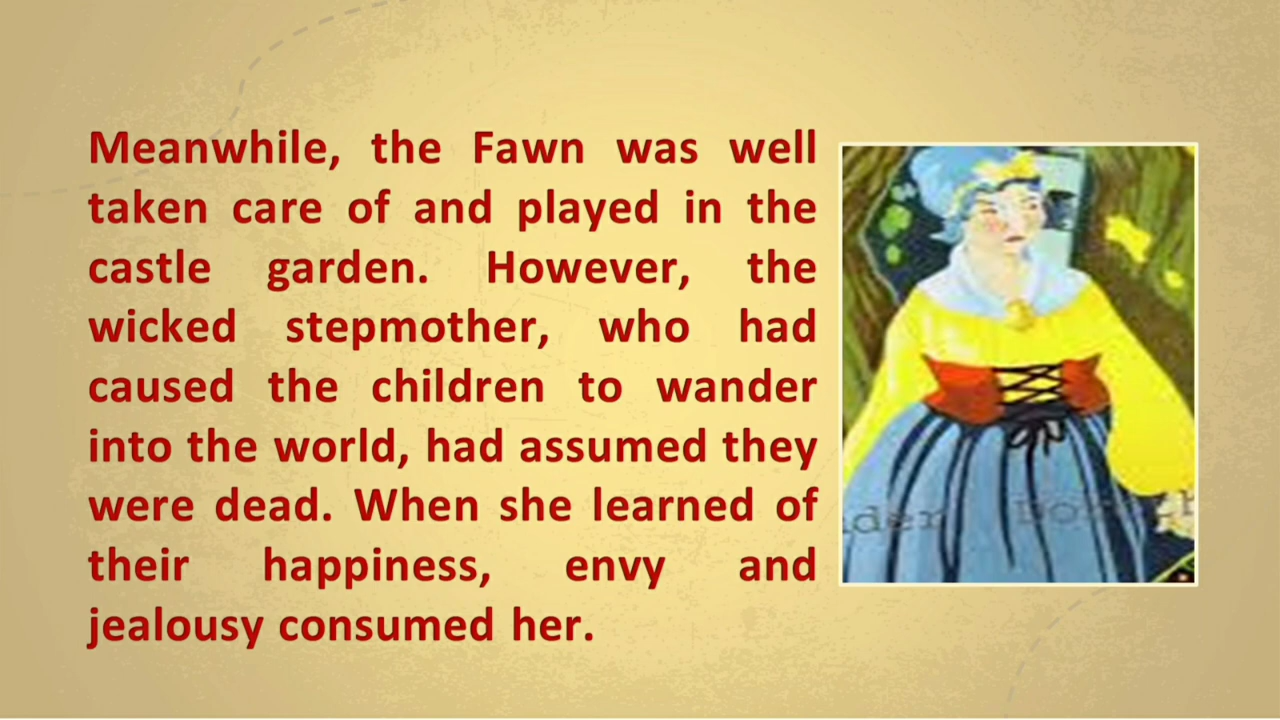 Meanwhile, the Fawn was well
taken care of and played in the
castle garden. However, the
wicked stepmother, who had
caused the children to wander
into the world, had assumed they
were dead. When she learned of
their happiness, envy and
jealousy consumed her.